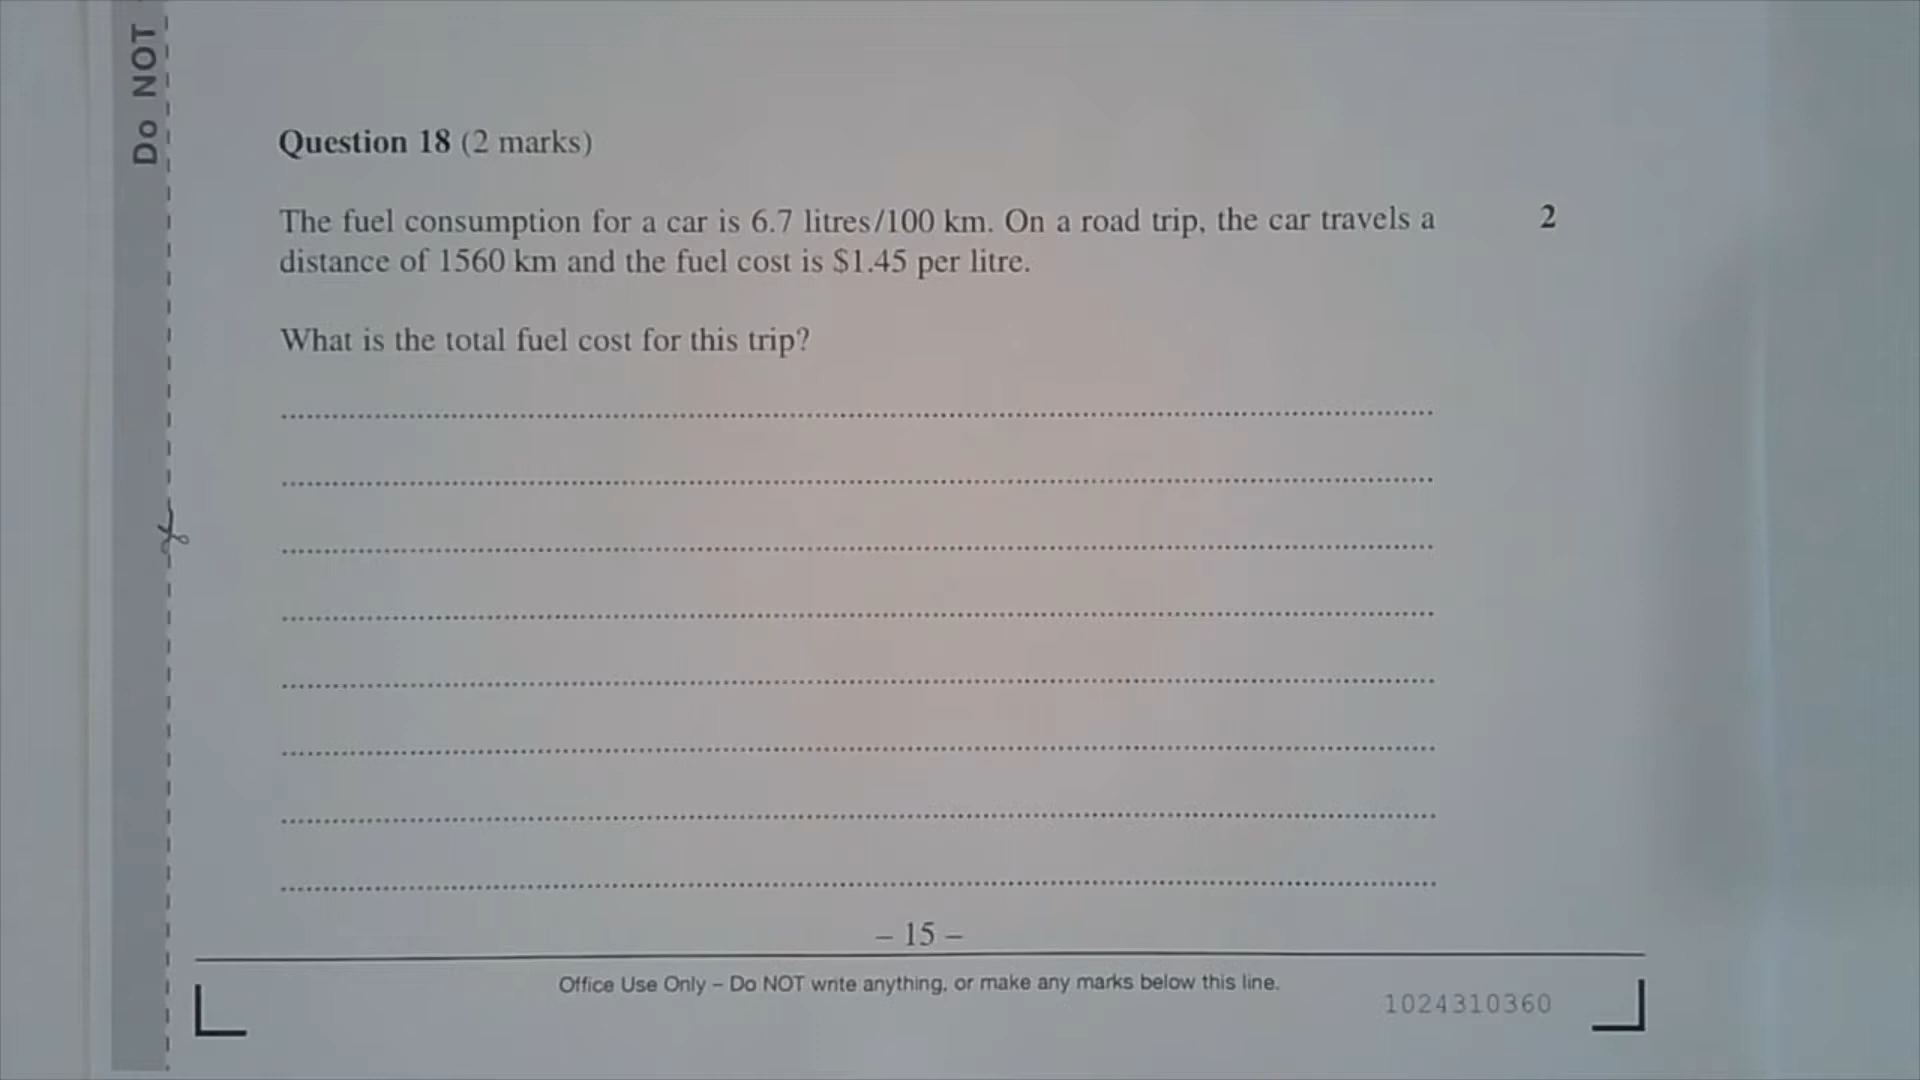 Do NOT
Question 18 (2 marks)
The fuel consumption for a car is 6.7 litres/100 km. On a road trip, the car travels a 2
distance of 1560 km and the fuel cost is $1.45 per litre.
What is the total fuel cost for this trip?
– 15 –
Office Use Only – Do NOT write anything, or make any marks below this line.
1024310360